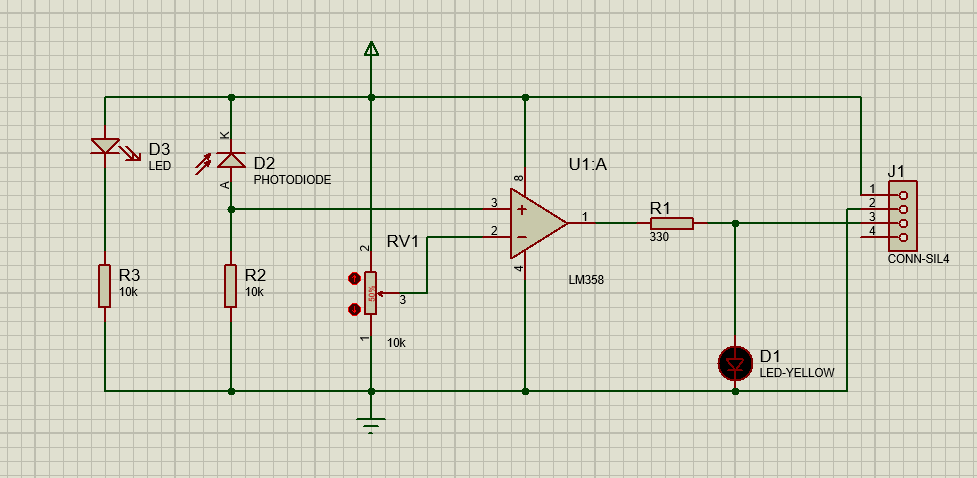 D3
LED
K
A
D2
PHOTODIODE
U1:A
8
3
2
1
4
LM358
R1
330
J1
1
2
3
4
CONN-SIL4
RV1
2
50%
3
1
10k
R3
10k
R2
10k
D1
LED-YELLOW